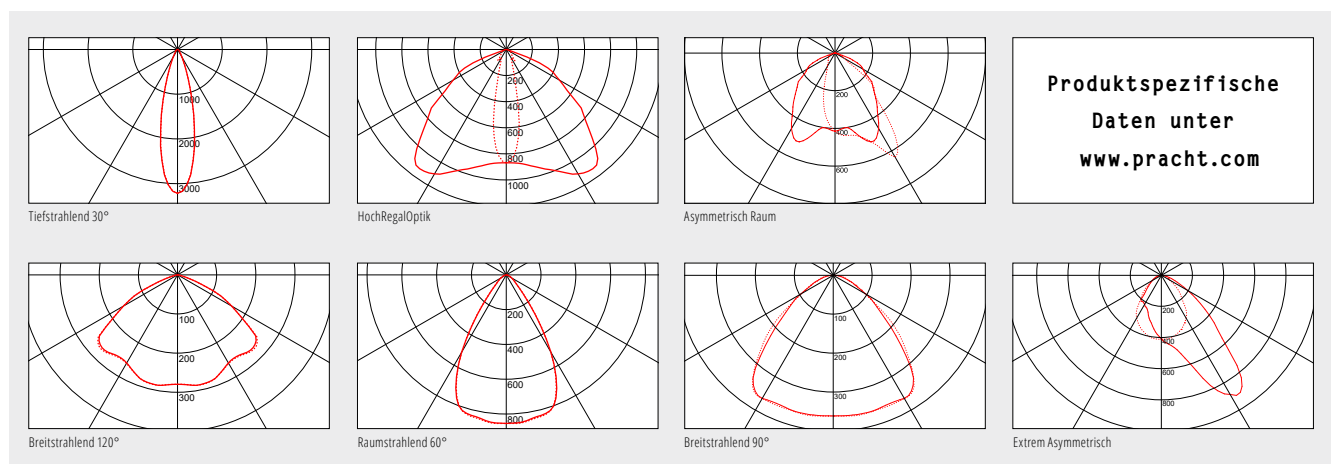 1000
2000
3000
Tiefstrahlend 30°
200
400
600
800
1000
HochRegalOptik
200
400
600
Asymmetrisch Raum
Produktspezifische
Daten unter
www.pracht.com
100
200
300
Breitstrahlend 120°
200
400
600
800
Raumstrahlend 60°
100
200
300
Breitstrahlend 90°
200
400
800
Extrem Asymmetrisch